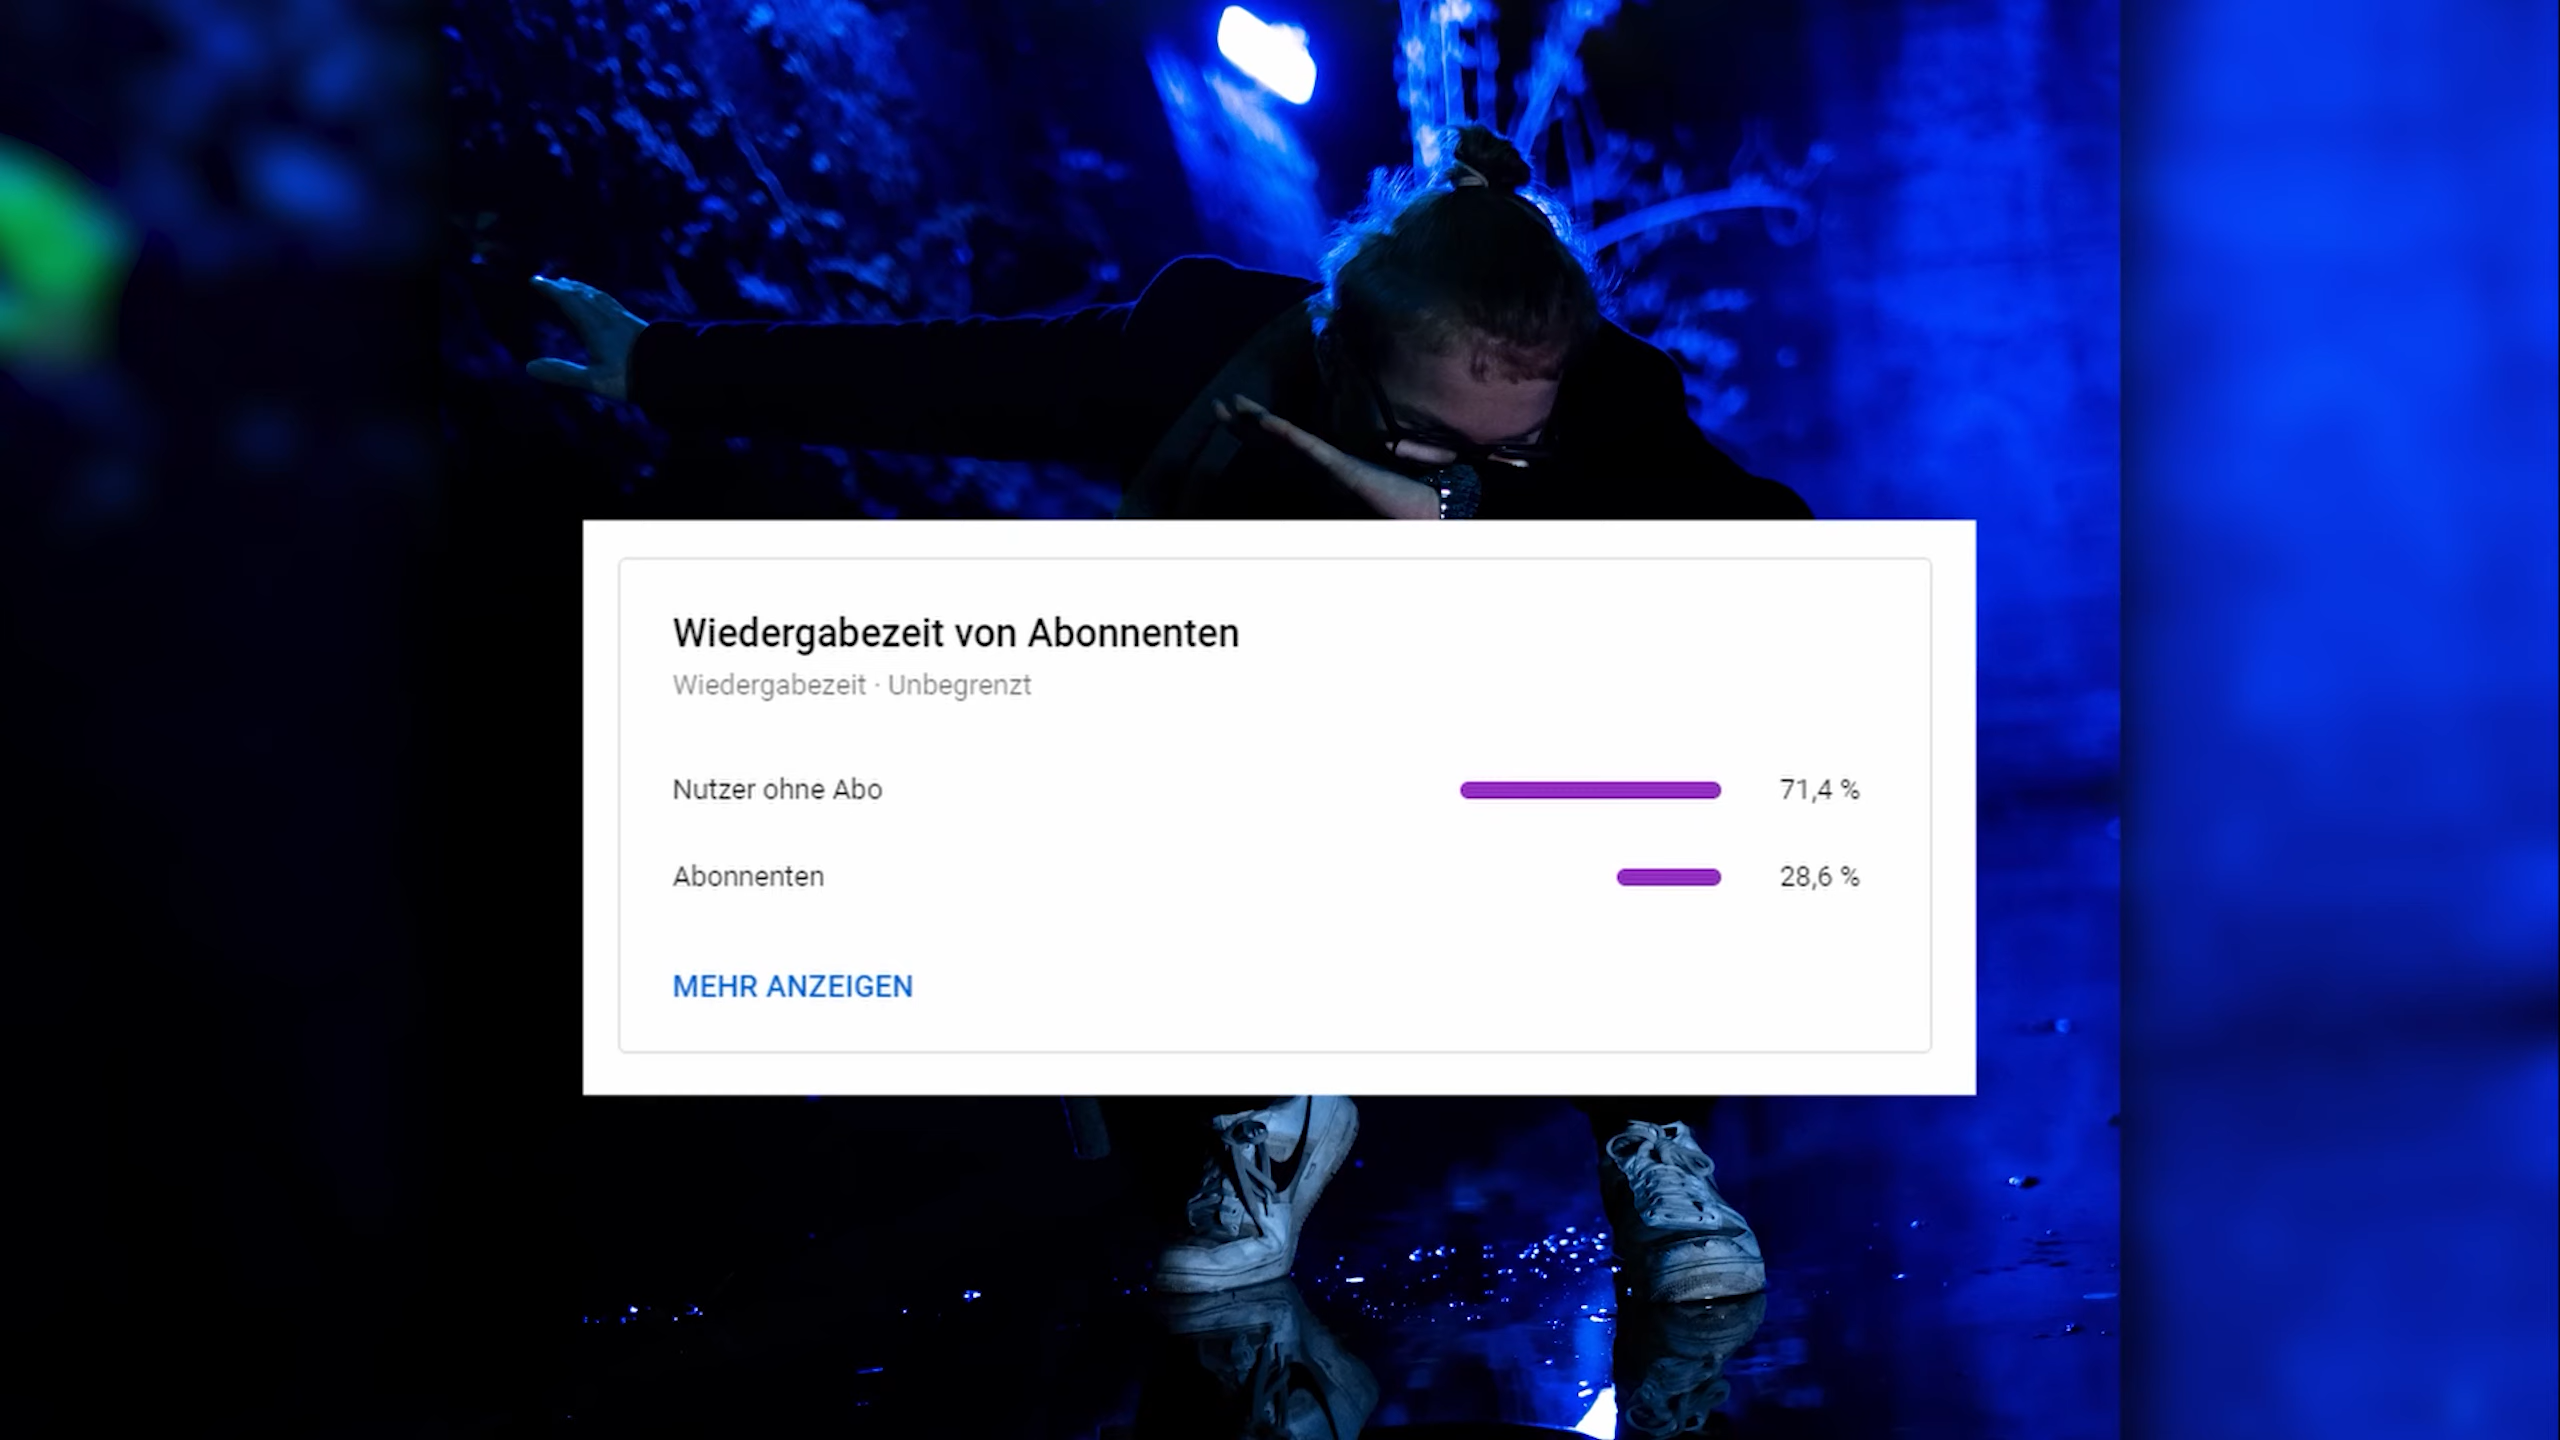 Wiedergabezeit von Abonnenten
Wiedergabezeit · Unbegrenzt
Nutzer ohne Abo 71,4 %
Abonnenten 28,6 %
MEHR ANZEIGEN